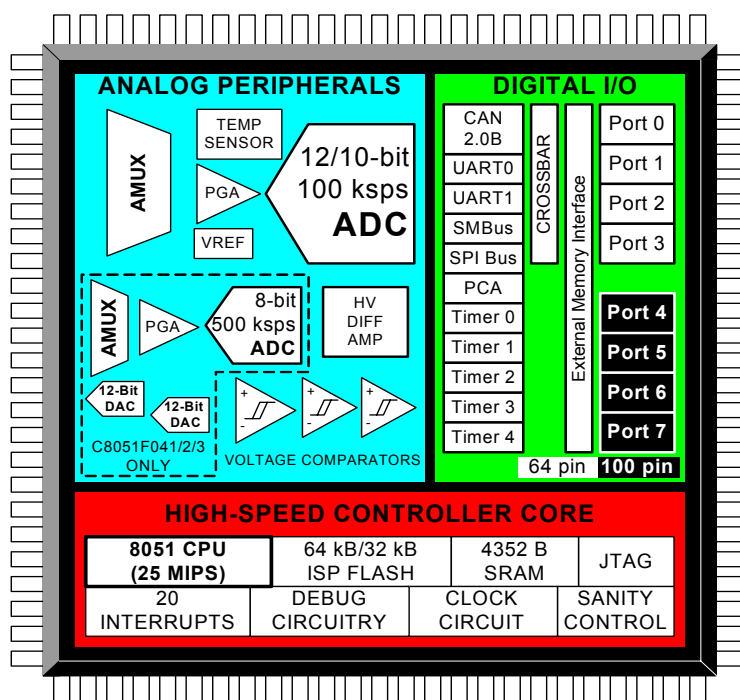 ANALOG PERIPHERALS
AMUX
TEMP
SENSOR
PGA
VREF
12/10-bit
100 ksps
ADC
AMUX
PGA
8-bit
500 ksps
ADC
HV
DIFF
AMP
12-Bit
DAC
12-Bit
DAC
C8051F041/2/3
ONLY
+
-
+
-
+
-
VOLTAGE COMPARATORS
DIGITAL I/O
CAN
2.0B
UART0
UART1
SMBus
SPI Bus
PCA
Timer 0
Timer 1
Timer 2
Timer 3
Timer 4
CROSSBAR
External Memory Interface
Port 0
Port 1
Port 2
Port 3
Port 4
Port 5
Port 6
Port 7
64 pin
100 pin
HIGH-SPEED CONTROLLER CORE
8051 CPU
(25 MIPS)
64 kB/32 kB
ISP FLASH
4352 B
SRAM
JTAG
20
INTERRUPTS
DEBUG
CIRCUITRY
CLOCK
CIRCUIT
SANITY
CONTROL